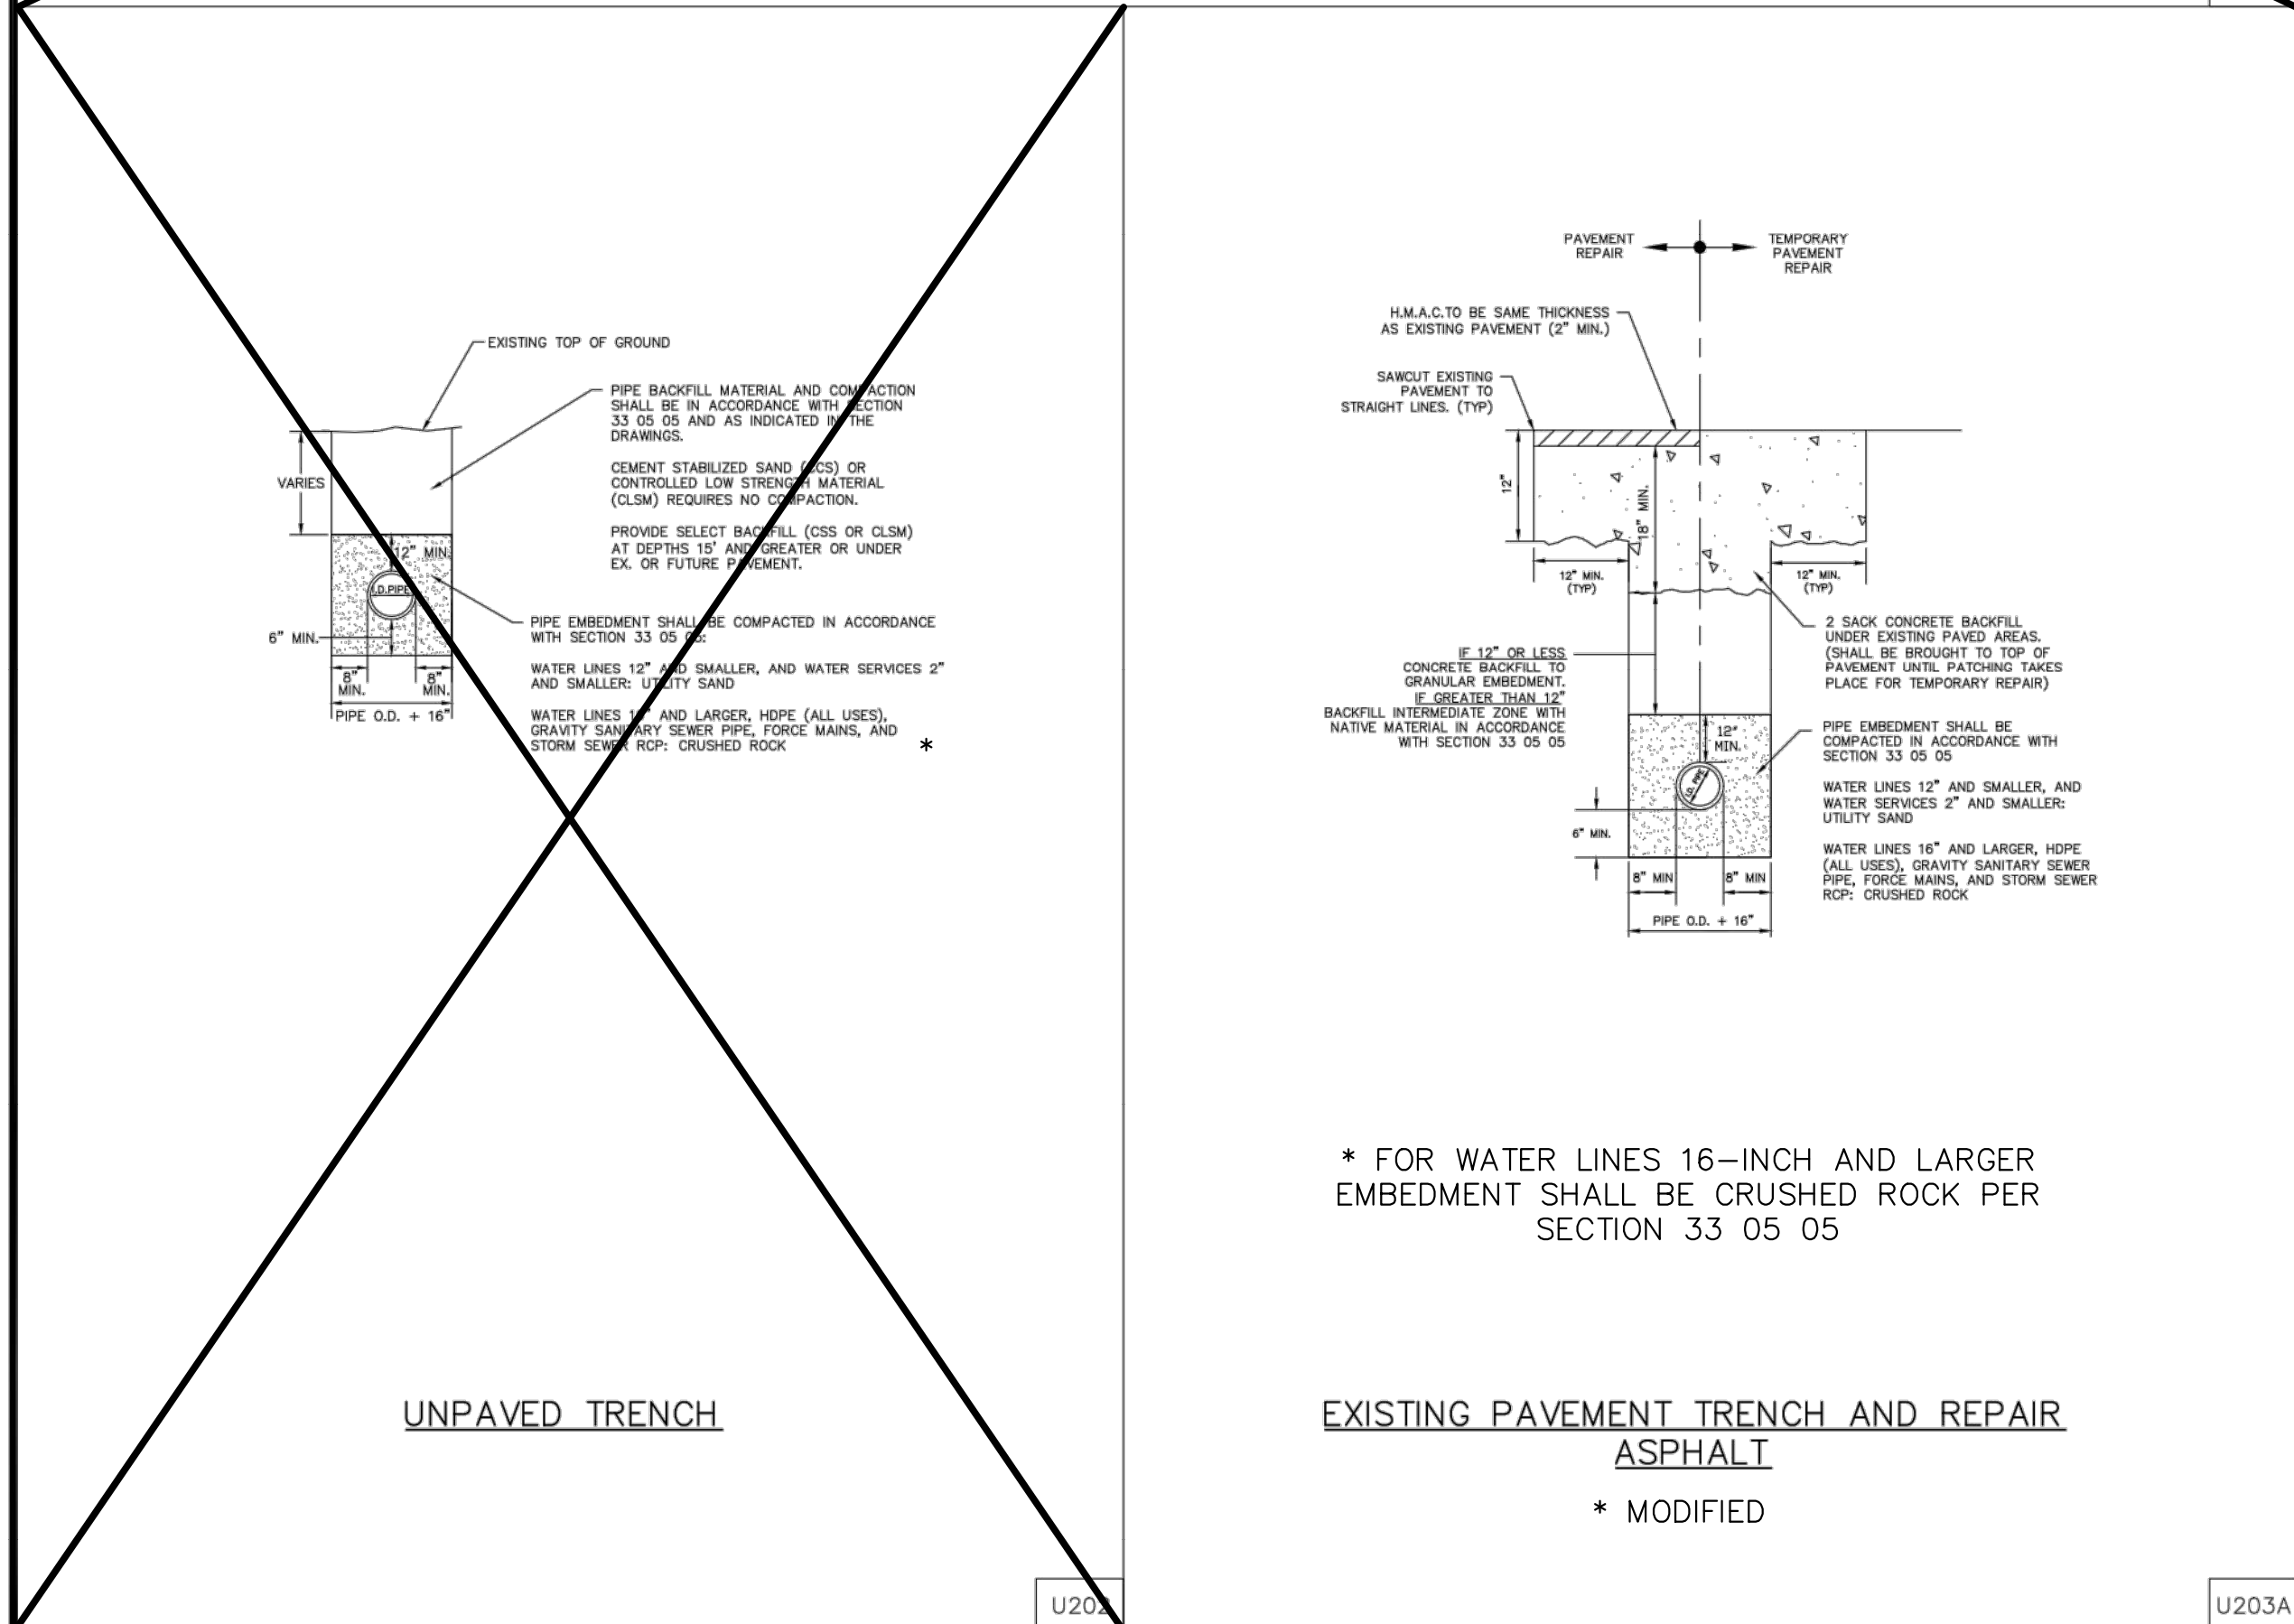 EXISTING TOP OF GROUND
PIPE BACKFILL MATERIAL AND COMPACTION
SHALL BE IN ACCORDANCE WITH SECTION
33 05 05 AND AS INDICATED IN THE
DRAWINGS.
CEMENT STABILIZED SAND (CCS) OR
CONTROLLED LOW STRENGTH MATERIAL
(CLSM) REQUIRES NO COMPACTION.
PROVIDE SELECT BACKFILL (CSS OR CLSM)
AT DEPTHS 15' AND GREATER OR UNDER
EX. OR FUTURE PAVEMENT.
VARIES
12" MIN.
I.D.PIPE
6" MIN.
8"
MIN.
8"
MIN.
PIPE O.D. + 16"
PIPE EMBEDMENT SHALL BE COMPACTED IN ACCORDANCE
WITH SECTION 33 05 05:
WATER LINES 12" AND SMALLER, AND WATER SERVICES 2"
AND SMALLER: UTILITY SAND
WATER LINES 16" AND LARGER, HDPE (ALL USES),
GRAVITY SANITARY SEWER PIPE, FORCE MAINS, AND
STORM SEWER RCP: CRUSHED ROCK *
UNPAVED TRENCH
U202
PAVEMENT
REPAIR
TEMPORARY
PAVEMENT
REPAIR
H.M.A.C.TO BE SAME THICKNESS
AS EXISTING PAVEMENT (2" MIN.)
SAWCUT EXISTING
PAVEMENT TO
STRAIGHT LINES. (TYP)
12"
18" MIN.
12" MIN.
(TYP)
12" MIN.
(TYP)
2 SACK CONCRETE BACKFILL
UNDER EXISTING PAVED AREAS.
(SHALL BE BROUGHT TO TOP OF
PAVEMENT UNTIL PATCHING TAKES
PLACE FOR TEMPORARY REPAIR)
IF 12" OR LESS
CONCRETE BACKFILL TO
GRANULAR EMBEDMENT.
IF GREATER THAN 12"
BACKFILL INTERMEDIATE ZONE WITH
NATIVE MATERIAL IN ACCORDANCE
WITH SECTION 33 05 05
12"
MIN.
I.D. PIPE
6" MIN.
8" MIN
8" MIN
PIPE O.D. + 16"
PIPE EMBEDMENT SHALL BE
COMPACTED IN ACCORDANCE WITH
SECTION 33 05 05
WATER LINES 12" AND SMALLER, AND
WATER SERVICES 2" AND SMALLER:
UTILITY SAND
WATER LINES 16" AND LARGER, HDPE
(ALL USES), GRAVITY SANITARY SEWER
PIPE, FORCE MAINS, AND STORM SEWER
RCP: CRUSHED ROCK
* FOR WATER LINES 16-INCH AND LARGER
EMBEDMENT SHALL BE CRUSHED ROCK PER
SECTION 33 05 05
EXISTING PAVEMENT TRENCH AND REPAIR
ASPHALT
* MODIFIED
U203A